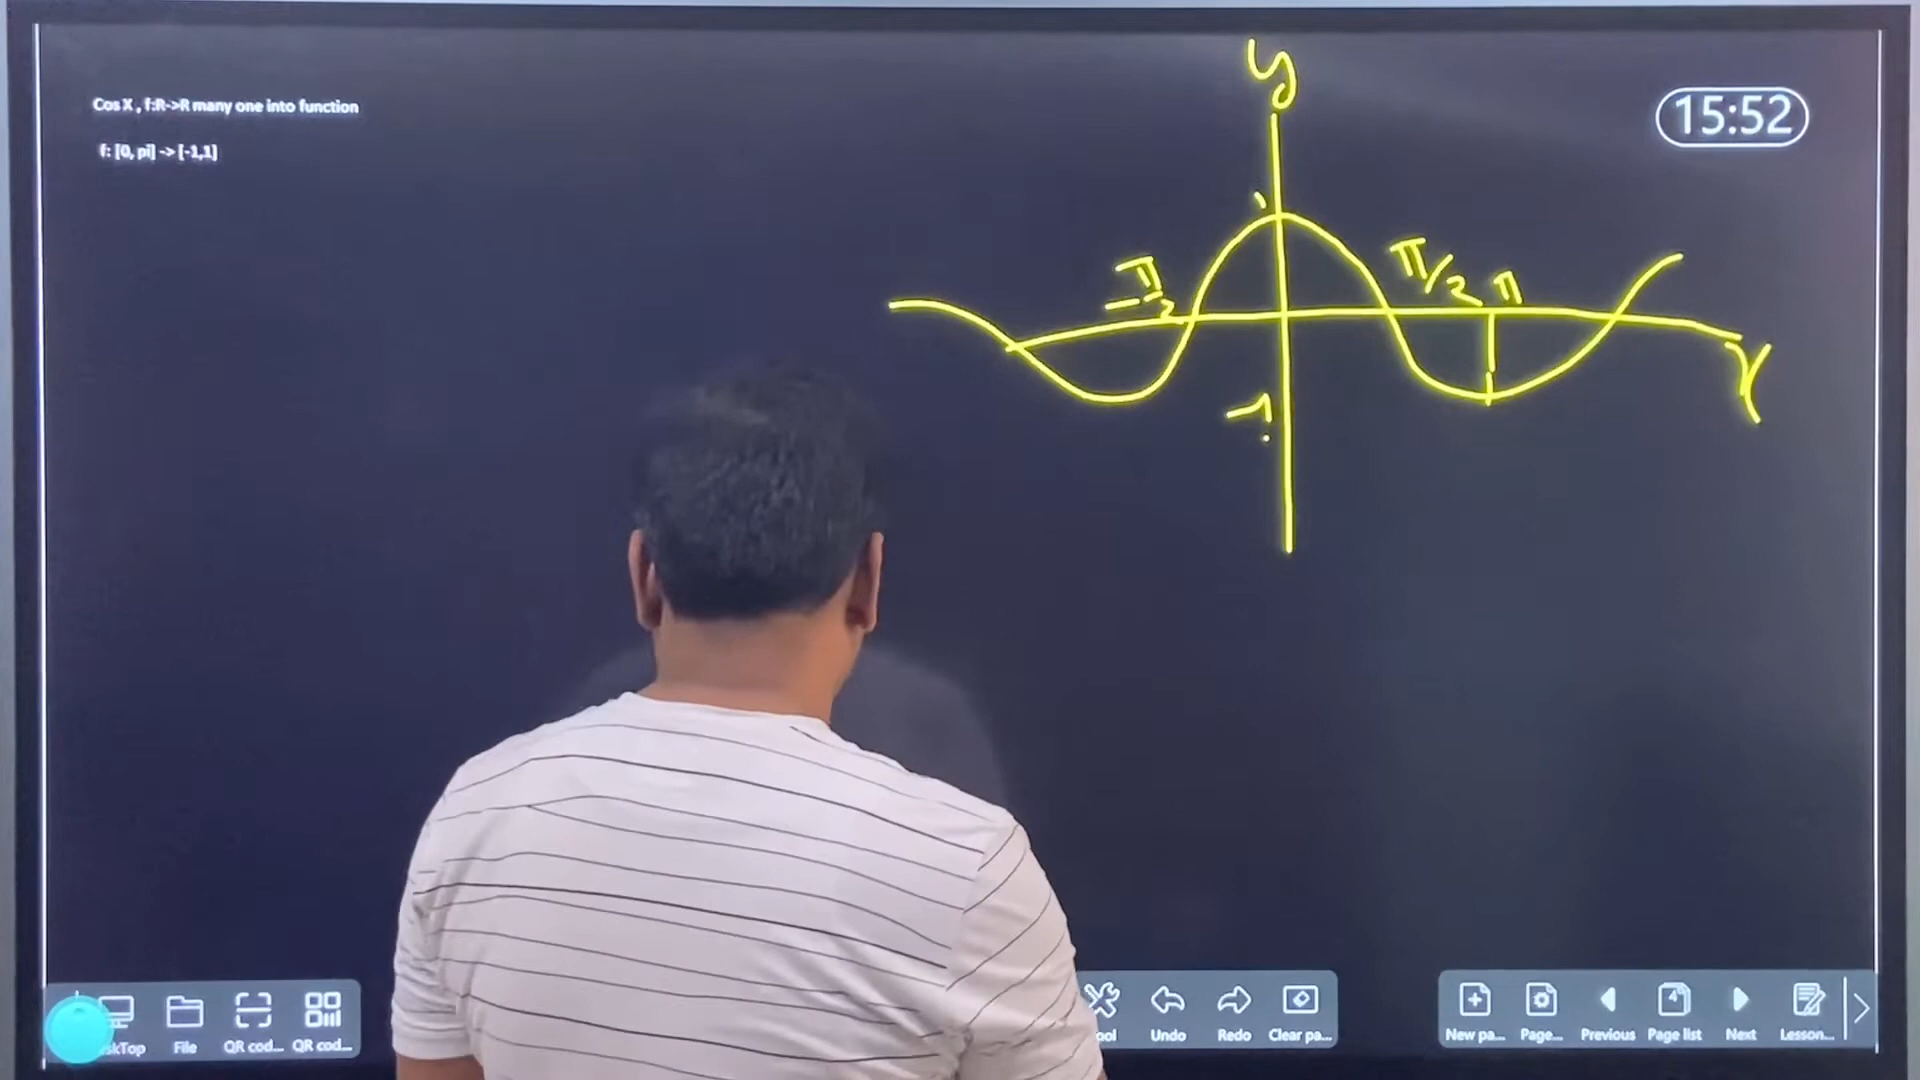 Cos X , f:R->R many one into function
f: [0, pi] -> [-1,1]
15:52
y
π/2
π
-π/2
x
-1
File
QR cod...
QR cod...
Undo
Redo
Clear pa...
New pa...
Page...
Previous
Page list
Next
Lesson...